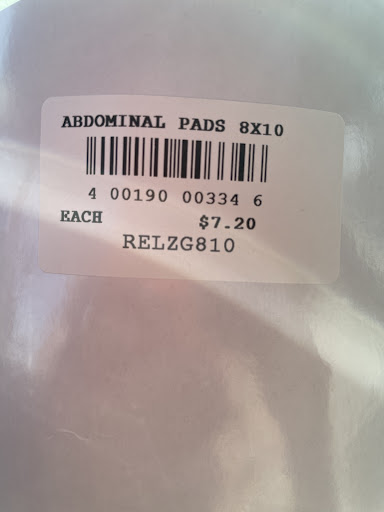 ABDOMINAL PADS 8X10
4 00190 00334 6
EACH $7.20
RELZG810